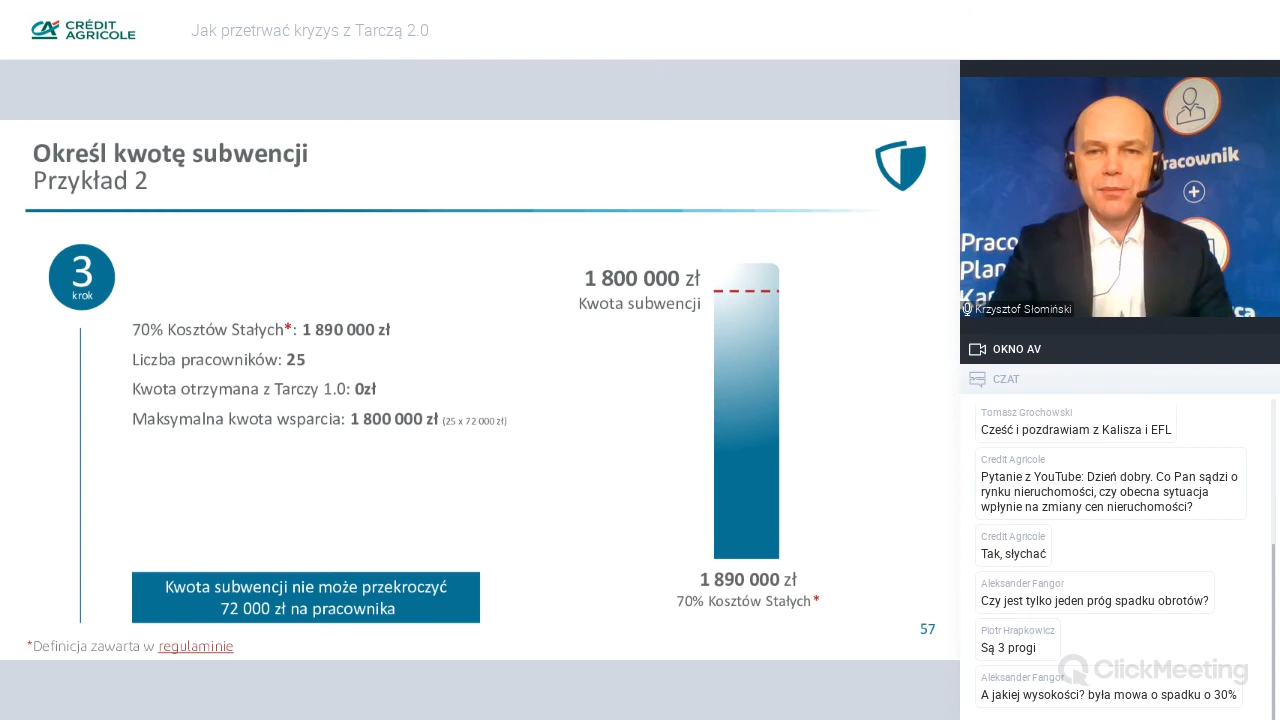 CRÉDIT
AGRICOLE
Jak przetrwać kryzys z Tarczą 2.0
Określ kwotę subwencji
Przykład 2
3
krok
70% Kosztów Stałych*: 1 890 000 zł
Liczba pracowników: 25
Kwota otrzymana z Tarczy 1.0: 0zł
Maksymalna kwota wsparcia: 1 800 000 zł (25 x 72 000 zł)
Kwota subwencji nie może przekroczyć
72 000 zł na pracownika
1 800 000 zł
Kwota subwencji
1 890 000 zł
70% Kosztów Stałych*
57
*Definicja zawarta w regulaminie
racownik
Praco
Plan
Ka
Krzysztof Słomiński
OKNO AV
CZAT
Tomasz Grochowski
Cześć i pozdrawiam z Kalisza i EFL
Credit Agricole
Pytanie z YouTube: Dzień dobry. Co Pan sądzi o
rynku nieruchomości, czy obecna sytuacja
wpłynie na zmiany cen nieruchomości?
Credit Agricole
Tak, słychać
Aleksander Fangor
Czy jest tylko jeden próg spadku obrotów?
Piotr Hrapkowicz
Są 3 progi
Aleksander Fangor
A jakiej wysokości? była mowa o spadku o 30%
ClickMeeting